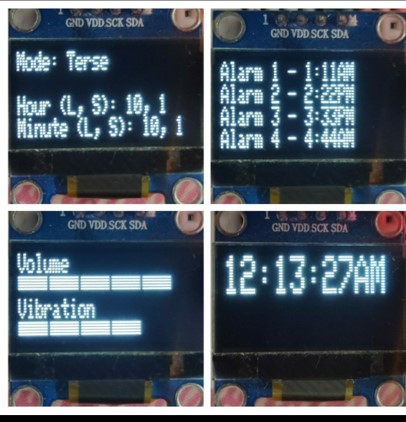 GND VDD SCK SDA
Mode: Terse
Hour (L, S): 10, 1
Minute (L, S): 10, 1
1
GND VDD SCK SDA
Alarm 1 - 1:11AM
Alarm 2 - 2:22PM
Alarm 3 - 3:33PM
Alarm 4 - 4:44AM
GND VDD SCK SDA
Volume
Vibration
1
GND VDD SCK SDA
12:13:27AM